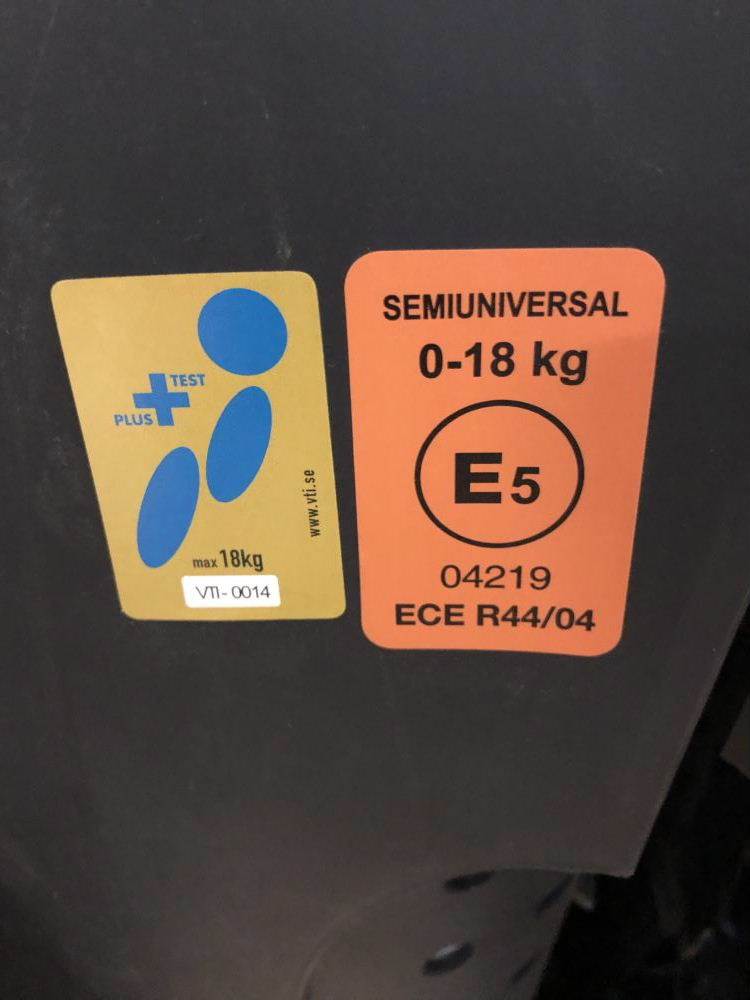 TEST
PLUS
www.vti.se
max 18kg
VTI-0014
SEMIUNIVERSAL
0-18 kg
E5
04219
ECE R44/04